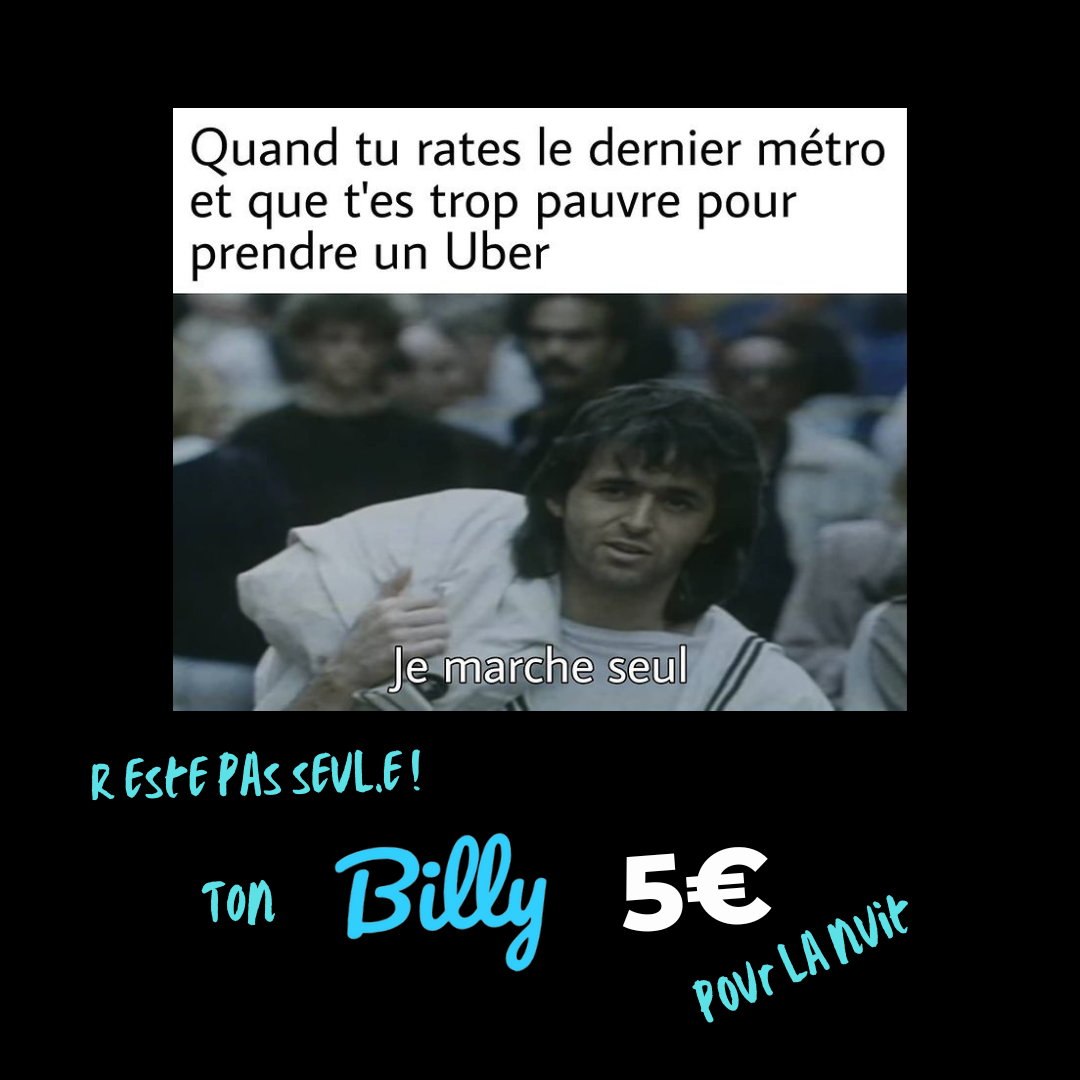 Quand tu rates le dernier métro
et que t'es trop pauvre pour
prendre un Uber
Je marche seul
RESTE PAS SEUL.E !
TON Billy 5€
POUR LA NUIT